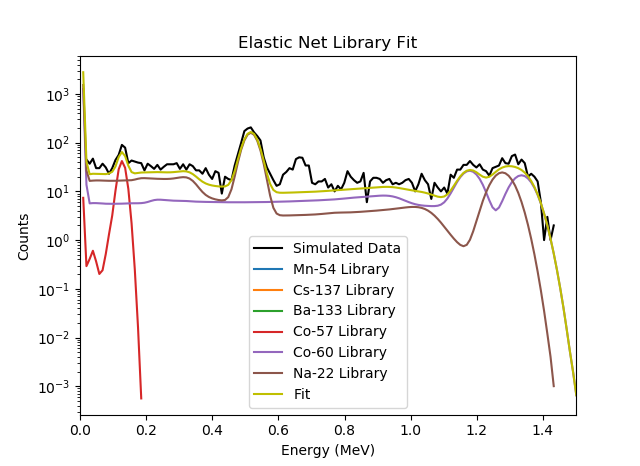 Elastic Net Library Fit
Counts
10³
10²
10¹
10⁰
10⁻¹
10⁻²
10⁻³
Simulated Data
Mn-54 Library
Cs-137 Library
Ba-133 Library
Co-57 Library
Co-60 Library
Na-22 Library
Fit
0.0 0.2 0.4 0.6 0.8 1.0 1.2 1.4
Energy (MeV)